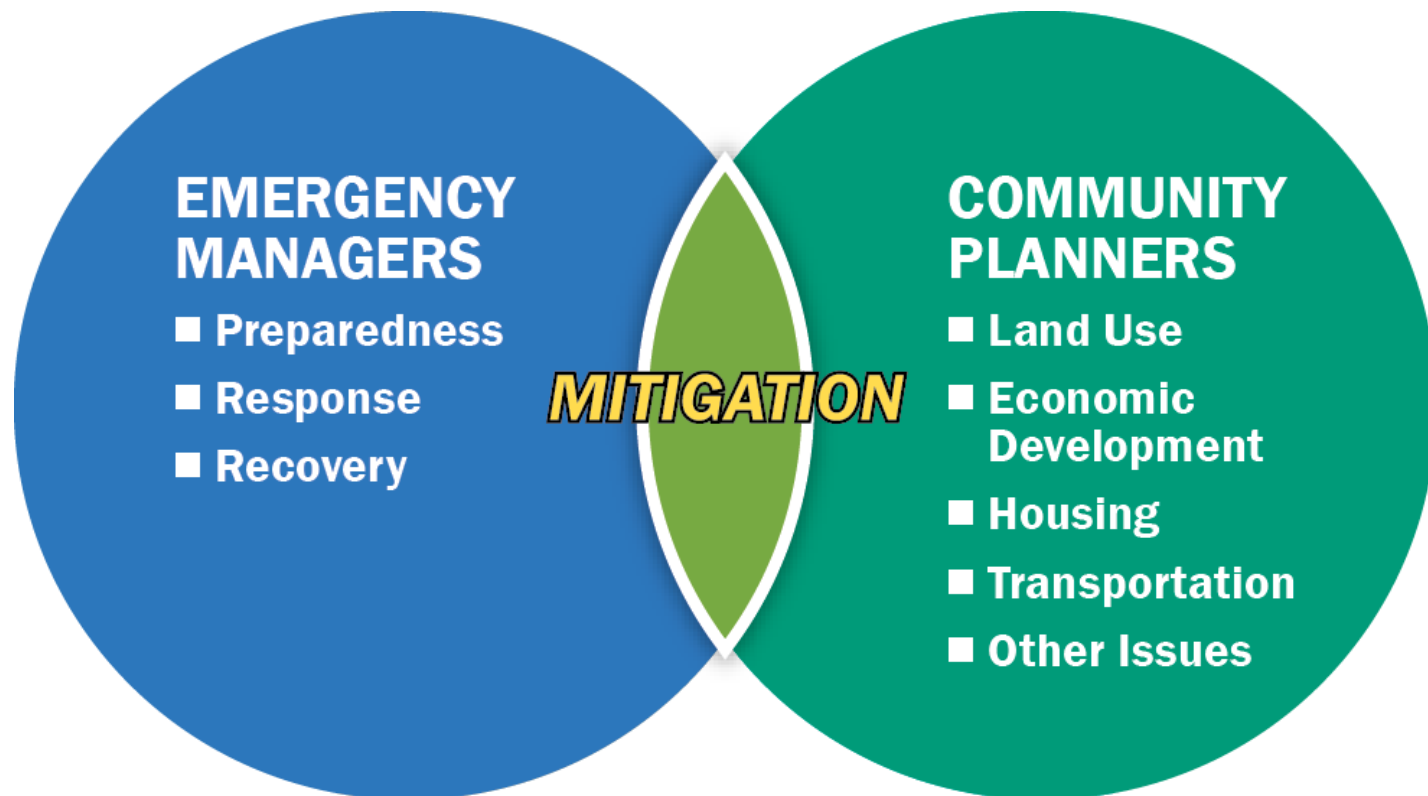 EMERGENCY
MANAGERS
Preparedness
Response
Recovery
MITIGATION
COMMUNITY
PLANNERS
Land Use
Economic
Development
Housing
Transportation
Other Issues